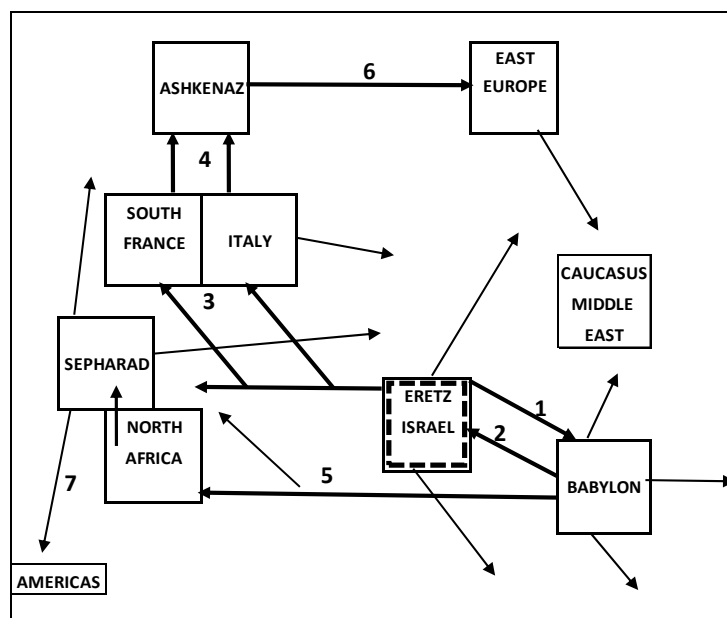 ASHKENAZ
6
EAST
EUROPE
4
SOUTH
FRANCE
ITALY
CAUCASUS
MIDDLE
EAST
3
SEPHARAD
ERETZ
ISRAEL
1
2
NORTH
AFRICA
7
5
BABYLON
AMERICAS